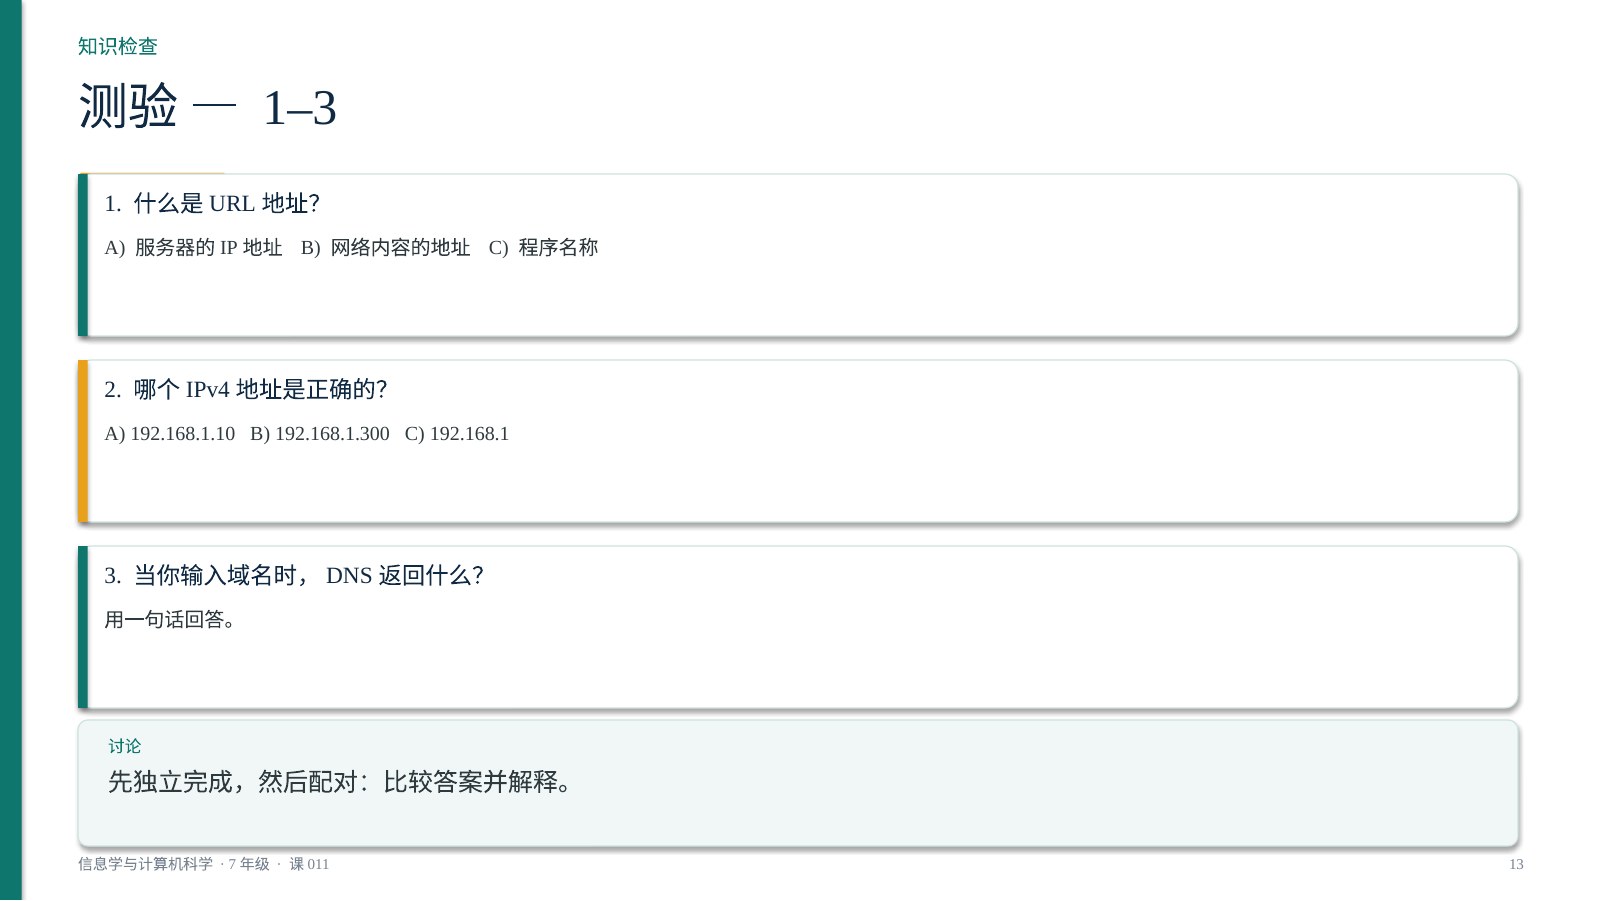 知识检查
测验 — 1–3
1. 什么是 URL 地址？
A) 服务器的 IP 地址 B) 网络内容的地址 C) 程序名称
2. 哪个 IPv4 地址是正确的？
A) 192.168.1.10 B) 192.168.1.300 C) 192.168.1
3. 当你输入域名时， DNS 返回什么？
用一句话回答。
讨论
先独立完成，然后配对：比较答案并解释。
信息学与计算机科学 · 7 年级 · 课 011
13